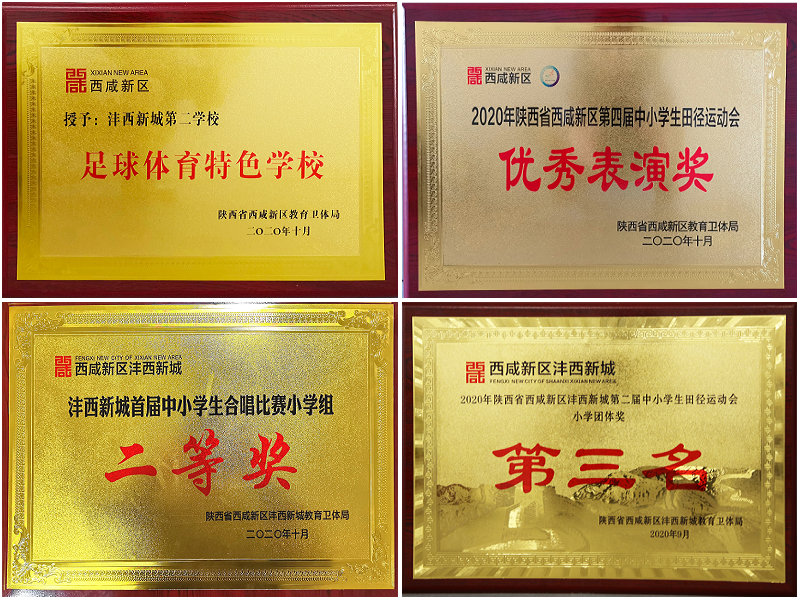 XIXIAN NEW AREA
西咸新区
授予：沣西新城第二学校
足球体育特色学校
陕西省西咸新区教育卫体局
二〇二〇年十月
XIXIAN NEW AREA
西咸新区
2020年陕西省西咸新区第四届中小学生田径运动会
优秀表演奖
陕西省西咸新区教育卫体局
二〇二〇年十月
FENGXI NEW CITY OF XIXIAN NEW AREA
西咸新区沣西新城
沣西新城首届中小学生合唱比赛小学组
二等奖
陕西省西咸新区沣西新城教育卫体局
二〇二〇年十月
西咸新区沣西新城
FENGXI NEW CITY OF SHAANXI XIXIAN NEW AREA
2020年陕西省西咸新区沣西新城第二届中小学生田径运动会
小学团体奖
第三名
陕西省西咸新区沣西新城教育卫体局
2020年9月